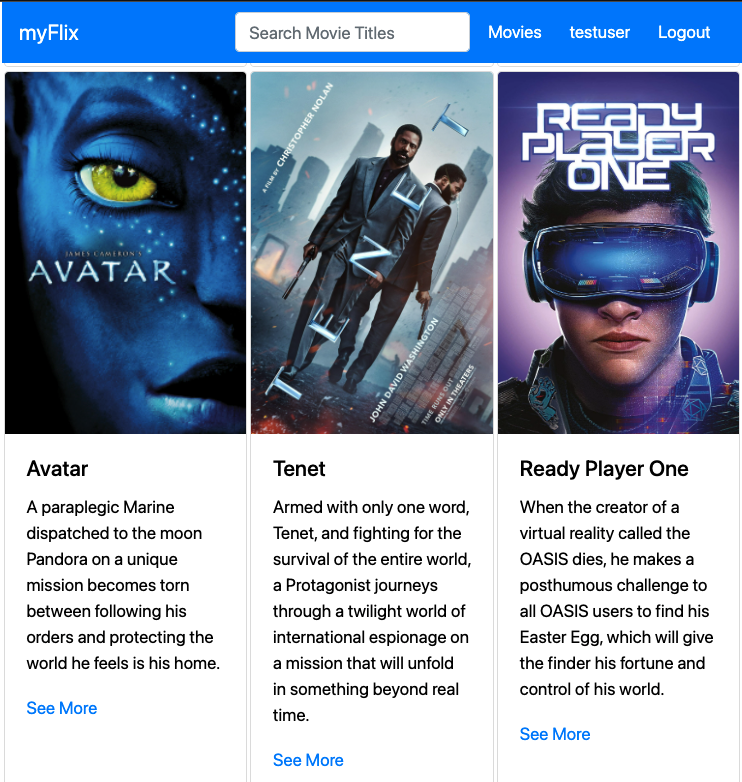 myFlix
Search Movie Titles
Movies
testuser
Logout
JAMES CAMERON'S
AVATAR
A FILM BY CHRISTOPHER NOLAN
TENET
JOHN DAVID WASHINGTON
TIME RUNS OUT
ONLY IN THEATERS
READY
PLAYER
ONE
Avatar
A paraplegic Marine
dispatched to the moon
Pandora on a unique
mission becomes torn
between following his
orders and protecting the
world he feels is his home.
See More
Tenet
Armed with only one word,
Tenet, and fighting for the
survival of the entire world,
a Protagonist journeys
through a twilight world of
international espionage on
a mission that will unfold
in something beyond real
time.
See More
Ready Player One
When the creator of a
virtual reality called the
OASIS dies, he makes a
posthumous challenge to
all OASIS users to find his
Easter Egg, which will give
the finder his fortune and
control of his world.
See More